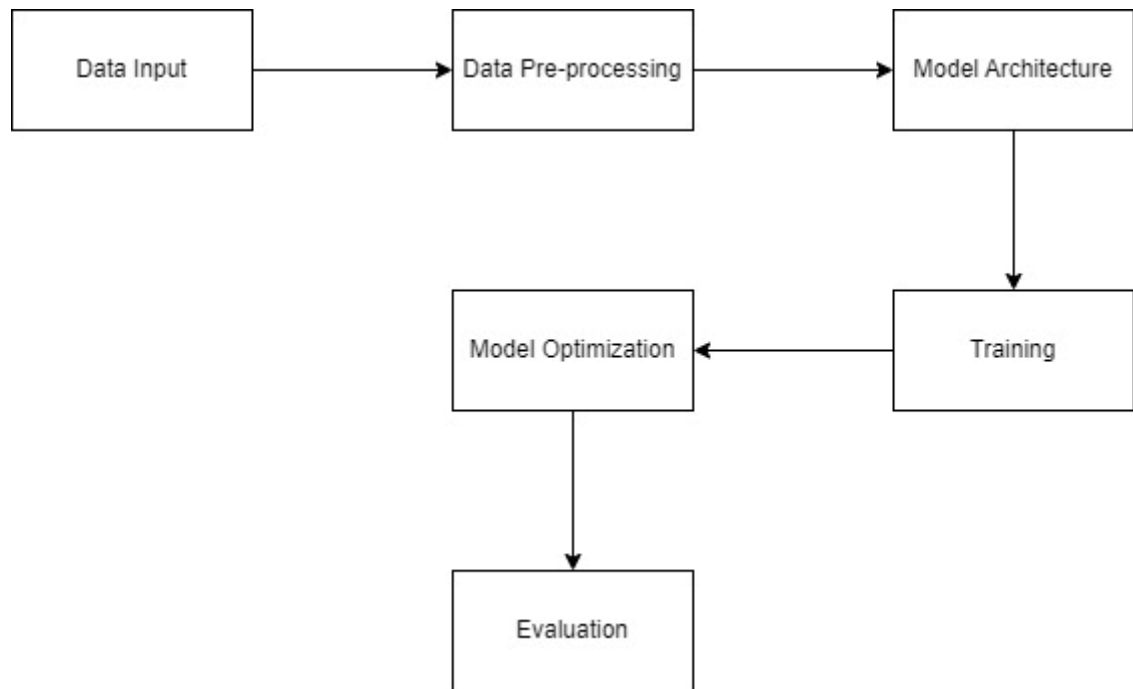 Data Input
Data Pre-processing
Model Architecture
Training
Model Optimization
Evaluation